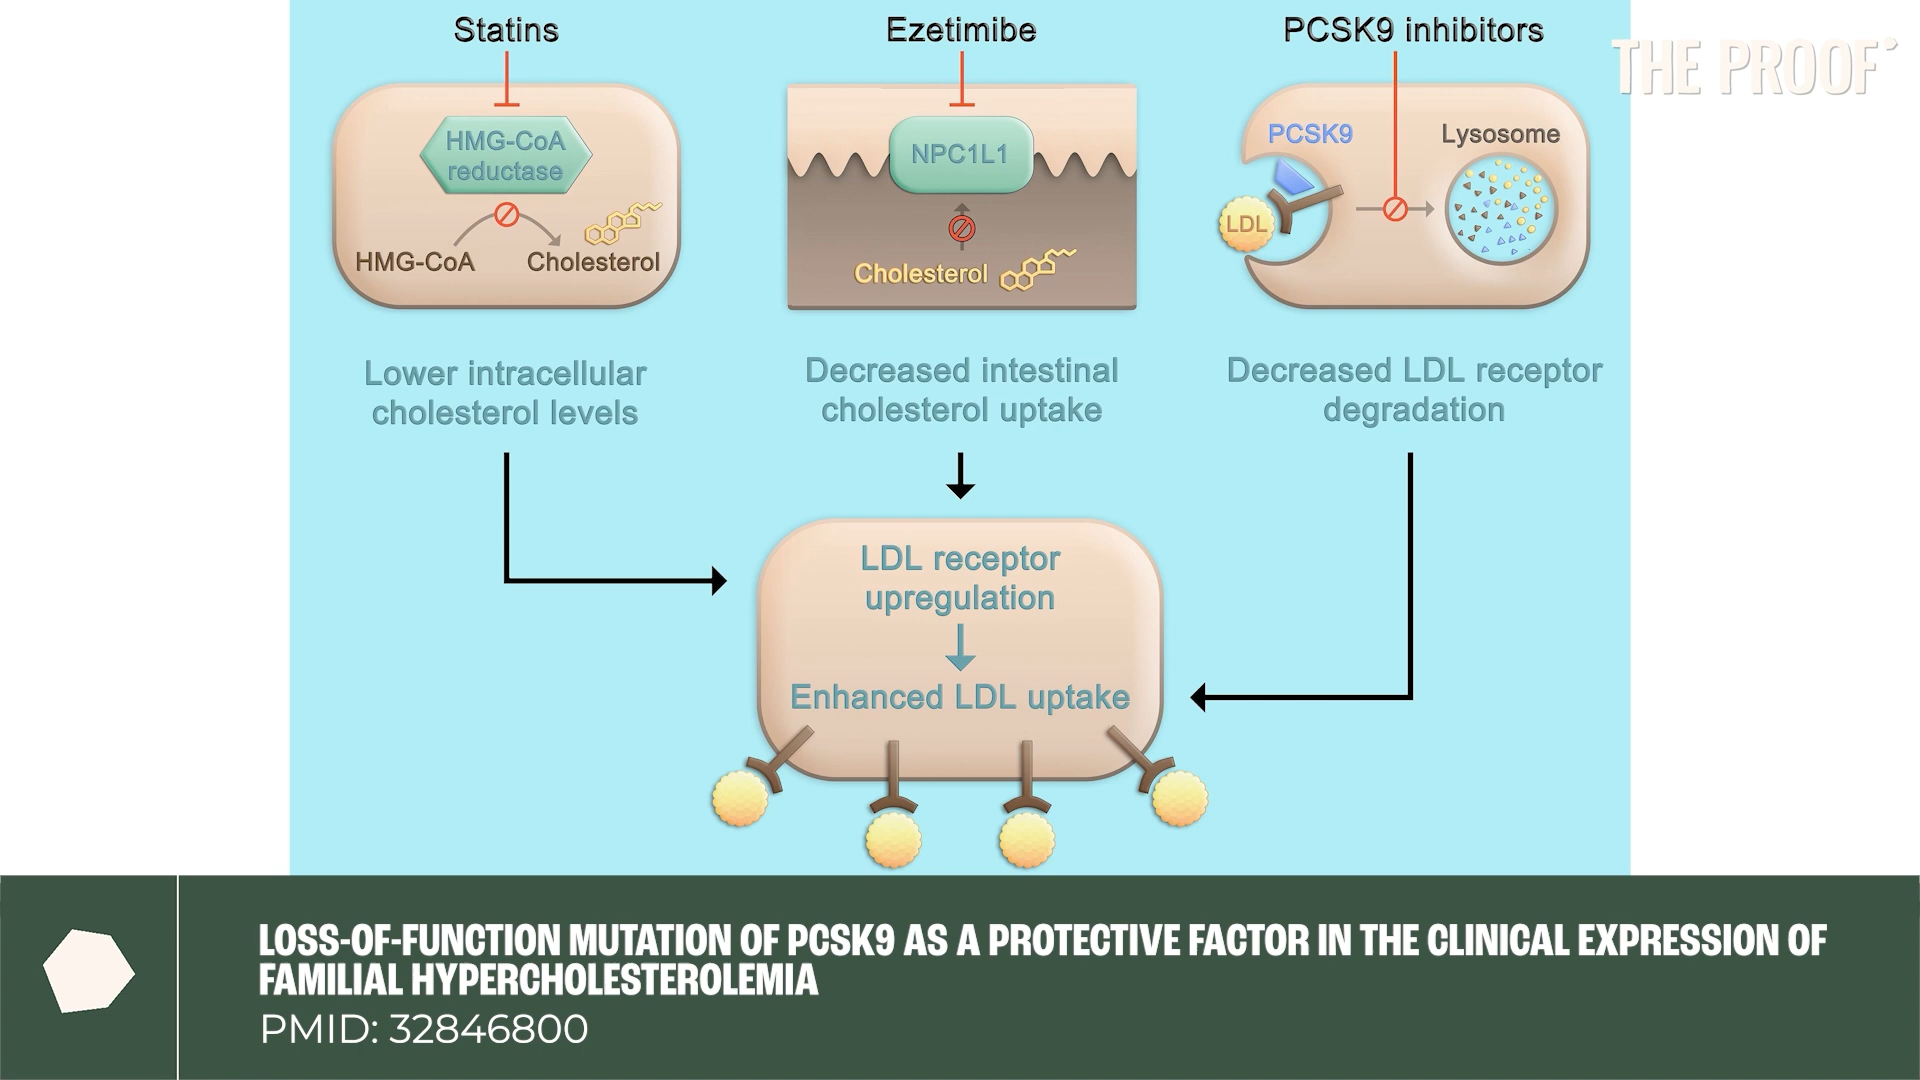 Statins
Ezetimibe
PCSK9 inhibitors
THE PROOF
HMG-CoA
reductase
HMG-CoA
Cholesterol
NPC1L1
Cholesterol
PCSK9
Lysosome
LDL
Lower intracellular
cholesterol levels
Decreased intestinal
cholesterol uptake
Decreased LDL receptor
degradation
LDL receptor
upregulation
Enhanced LDL uptake
LOSS-OF-FUNCTION MUTATION OF PCSK9 AS A PROTECTIVE FACTOR IN THE CLINICAL EXPRESSION OF
FAMILIAL HYPERCHOLESTEROLEMIA
PMID: 32846800